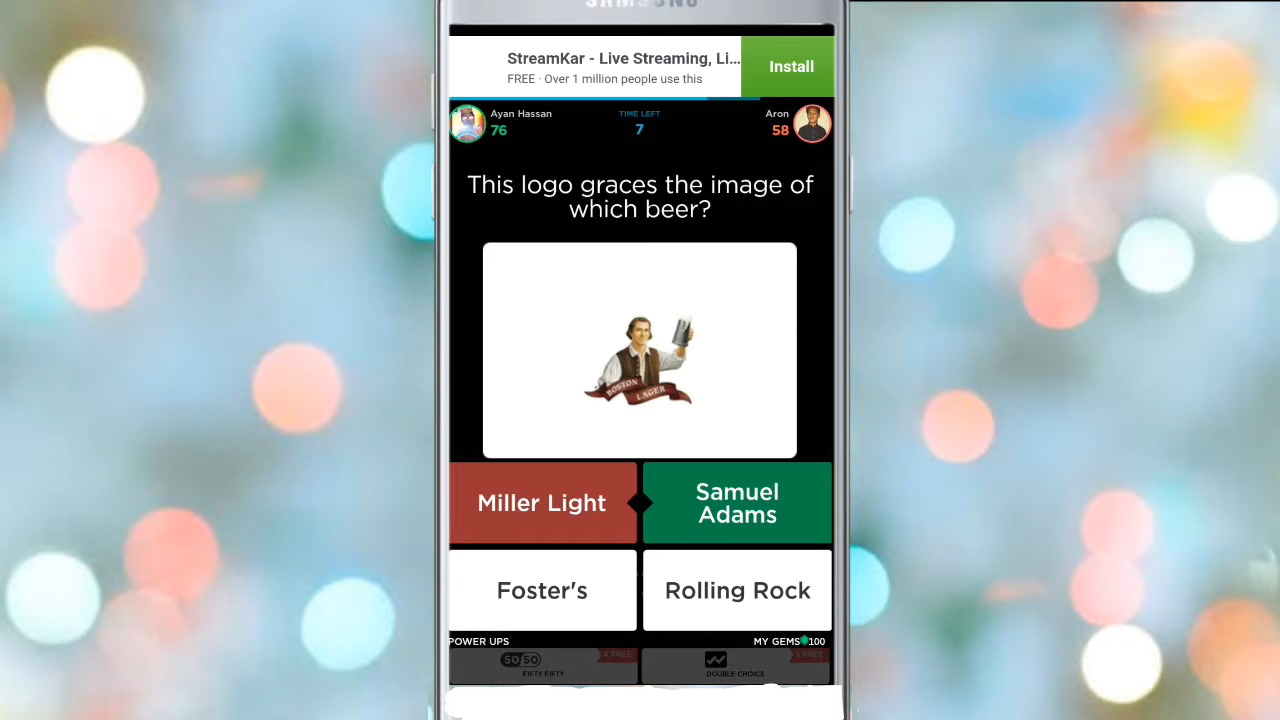 SAMSUNG
StreamKar - Live Streaming, Li...
FREE · Over 1 million people use this
Install
Ayan Hassan
76
TIME LEFT
7
Aron
58
This logo graces the image of
which beer?
BOSTON LAGER
Miller Light
Samuel
Adams
Foster's
Rolling Rock
POWER UPS
MY GEMS 100
50 50
4 FREE
FIFTY FIFTY
5 FREE
DOUBLE CHOICE